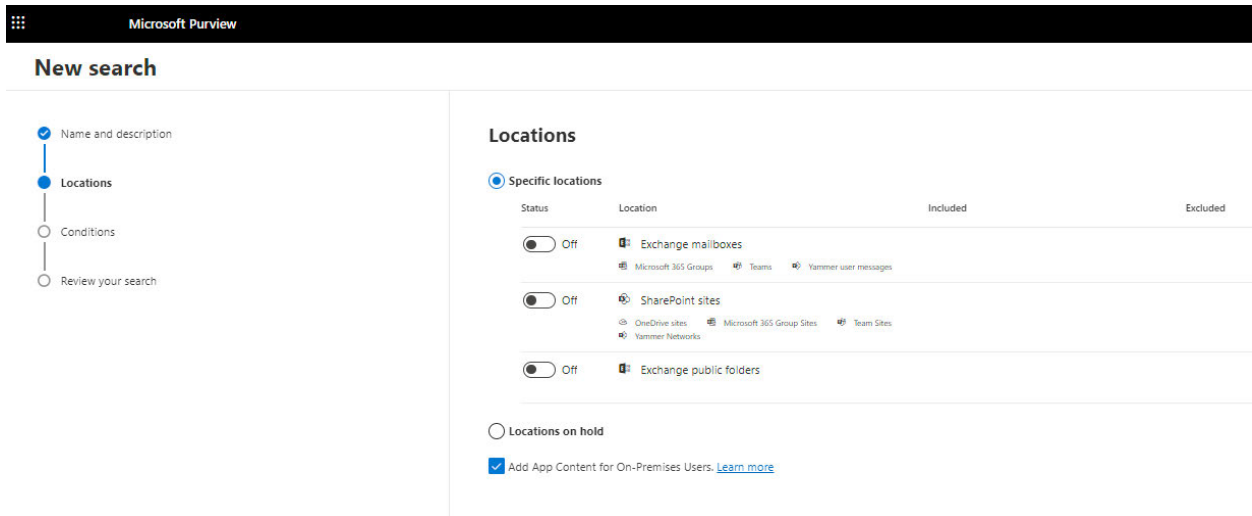 Microsoft Purview
New search
Name and description
Locations
Conditions
Review your search
Locations
Specific locations
Status Location Included Excluded
Off Exchange mailboxes
Microsoft 365 Groups Teams Yammer user messages
Off SharePoint sites
OneDrive sites Microsoft 365 Group Sites Team Sites
Yammer Networks
Off Exchange public folders
Locations on hold
Add App Content for On-Premises Users. Learn more